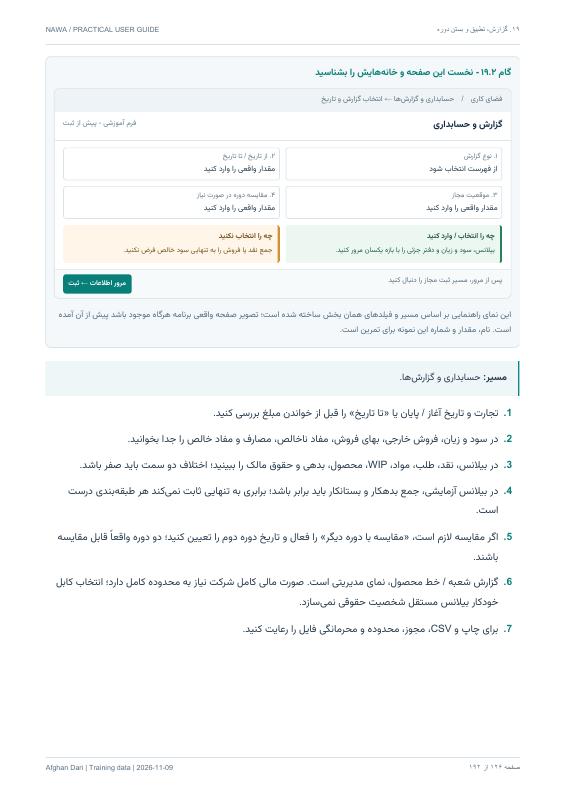 ۱۹. گزارش، تطبیق و بستن دوره
NAWA / PRACTICAL USER GUIDE
گام ۱۹.۲ - نخست این صفحه و خانه‌هایش را بشناسید
فضای کاری / حسابداری و گزارش‌ها ← انتخاب گزارش و تاریخ
گزارش و حسابداری
فرم آموزشی - پیش از ثبت
۱. نوع گزارش
از فهرست انتخاب شود
۲. از تاریخ / تا تاریخ
مقدار واقعی را وارد کنید
۳. موقعیت مجاز
مقدار واقعی را وارد کنید
۴. مقایسه دوره در صورت نیاز
مقدار واقعی را وارد کنید
چه را انتخاب / وارد کنید
بیلانس، سود و زیان و دفتر جزئی را با بازه یکسان مرور کنید.
چه را انتخاب نکنید
جمع نقد یا فروش را به تنهایی سود خالص فرض نکنید.
پس از مرور، مسیر ثبت مجاز را دنبال کنید
مرور اطلاعات ← ثبت
این نمای راهنمایی بر اساس مسیر و فیلدهای همان بخش ساخته شده است؛ تصویر صفحه واقعی برنامه هرگاه موجود باشد پیش از آن آمده
است. نام، مقدار و شماره این نمونه برای تمرین است.
مسیر: حسابداری و گزارش‌ها.
1. تجارت و تاریخ آغاز / پایان یا «تا تاریخ» را قبل از خواندن مبلغ بررسی کنید.
2. در سود و زیان، فروش خارجی، بهای فروش، مفاد ناخالص، مصارف و مفاد خالص را جدا بخوانید.
3. در بیلانس، نقد، طلب، مواد، WIP، محصول، بدهی و حقوق مالک را ببینید؛ اختلاف دو سمت باید صفر باشد.
4. در بیلانس آزمایشی، جمع بدهکار و بستانکار باید برابر باشد؛ برابری به تنهایی ثابت نمی‌کند هر طبقه‌بندی درست
است.
5. اگر مقایسه لازم است، «مقایسه با دوره دیگر» را فعال و تاریخ دوره دوم را تعیین کنید؛ دو دوره واقعاً قابل مقایسه
باشند.
6. گزارش شعبه / خط محصول، نمای مدیریتی است. صورت مالی کامل شرکت نیاز به محدوده کامل دارد؛ انتخاب کابل
خودکار بیلانس مستقل شخصیت حقوقی نمی‌سازد.
7. برای چاپ و CSV، مجوز، محدوده و محرمانگی فایل را رعایت کنید.
صفحه ۱۲۶ از ۱۹۲
Afghan Dari | Training data | 2026-11-09